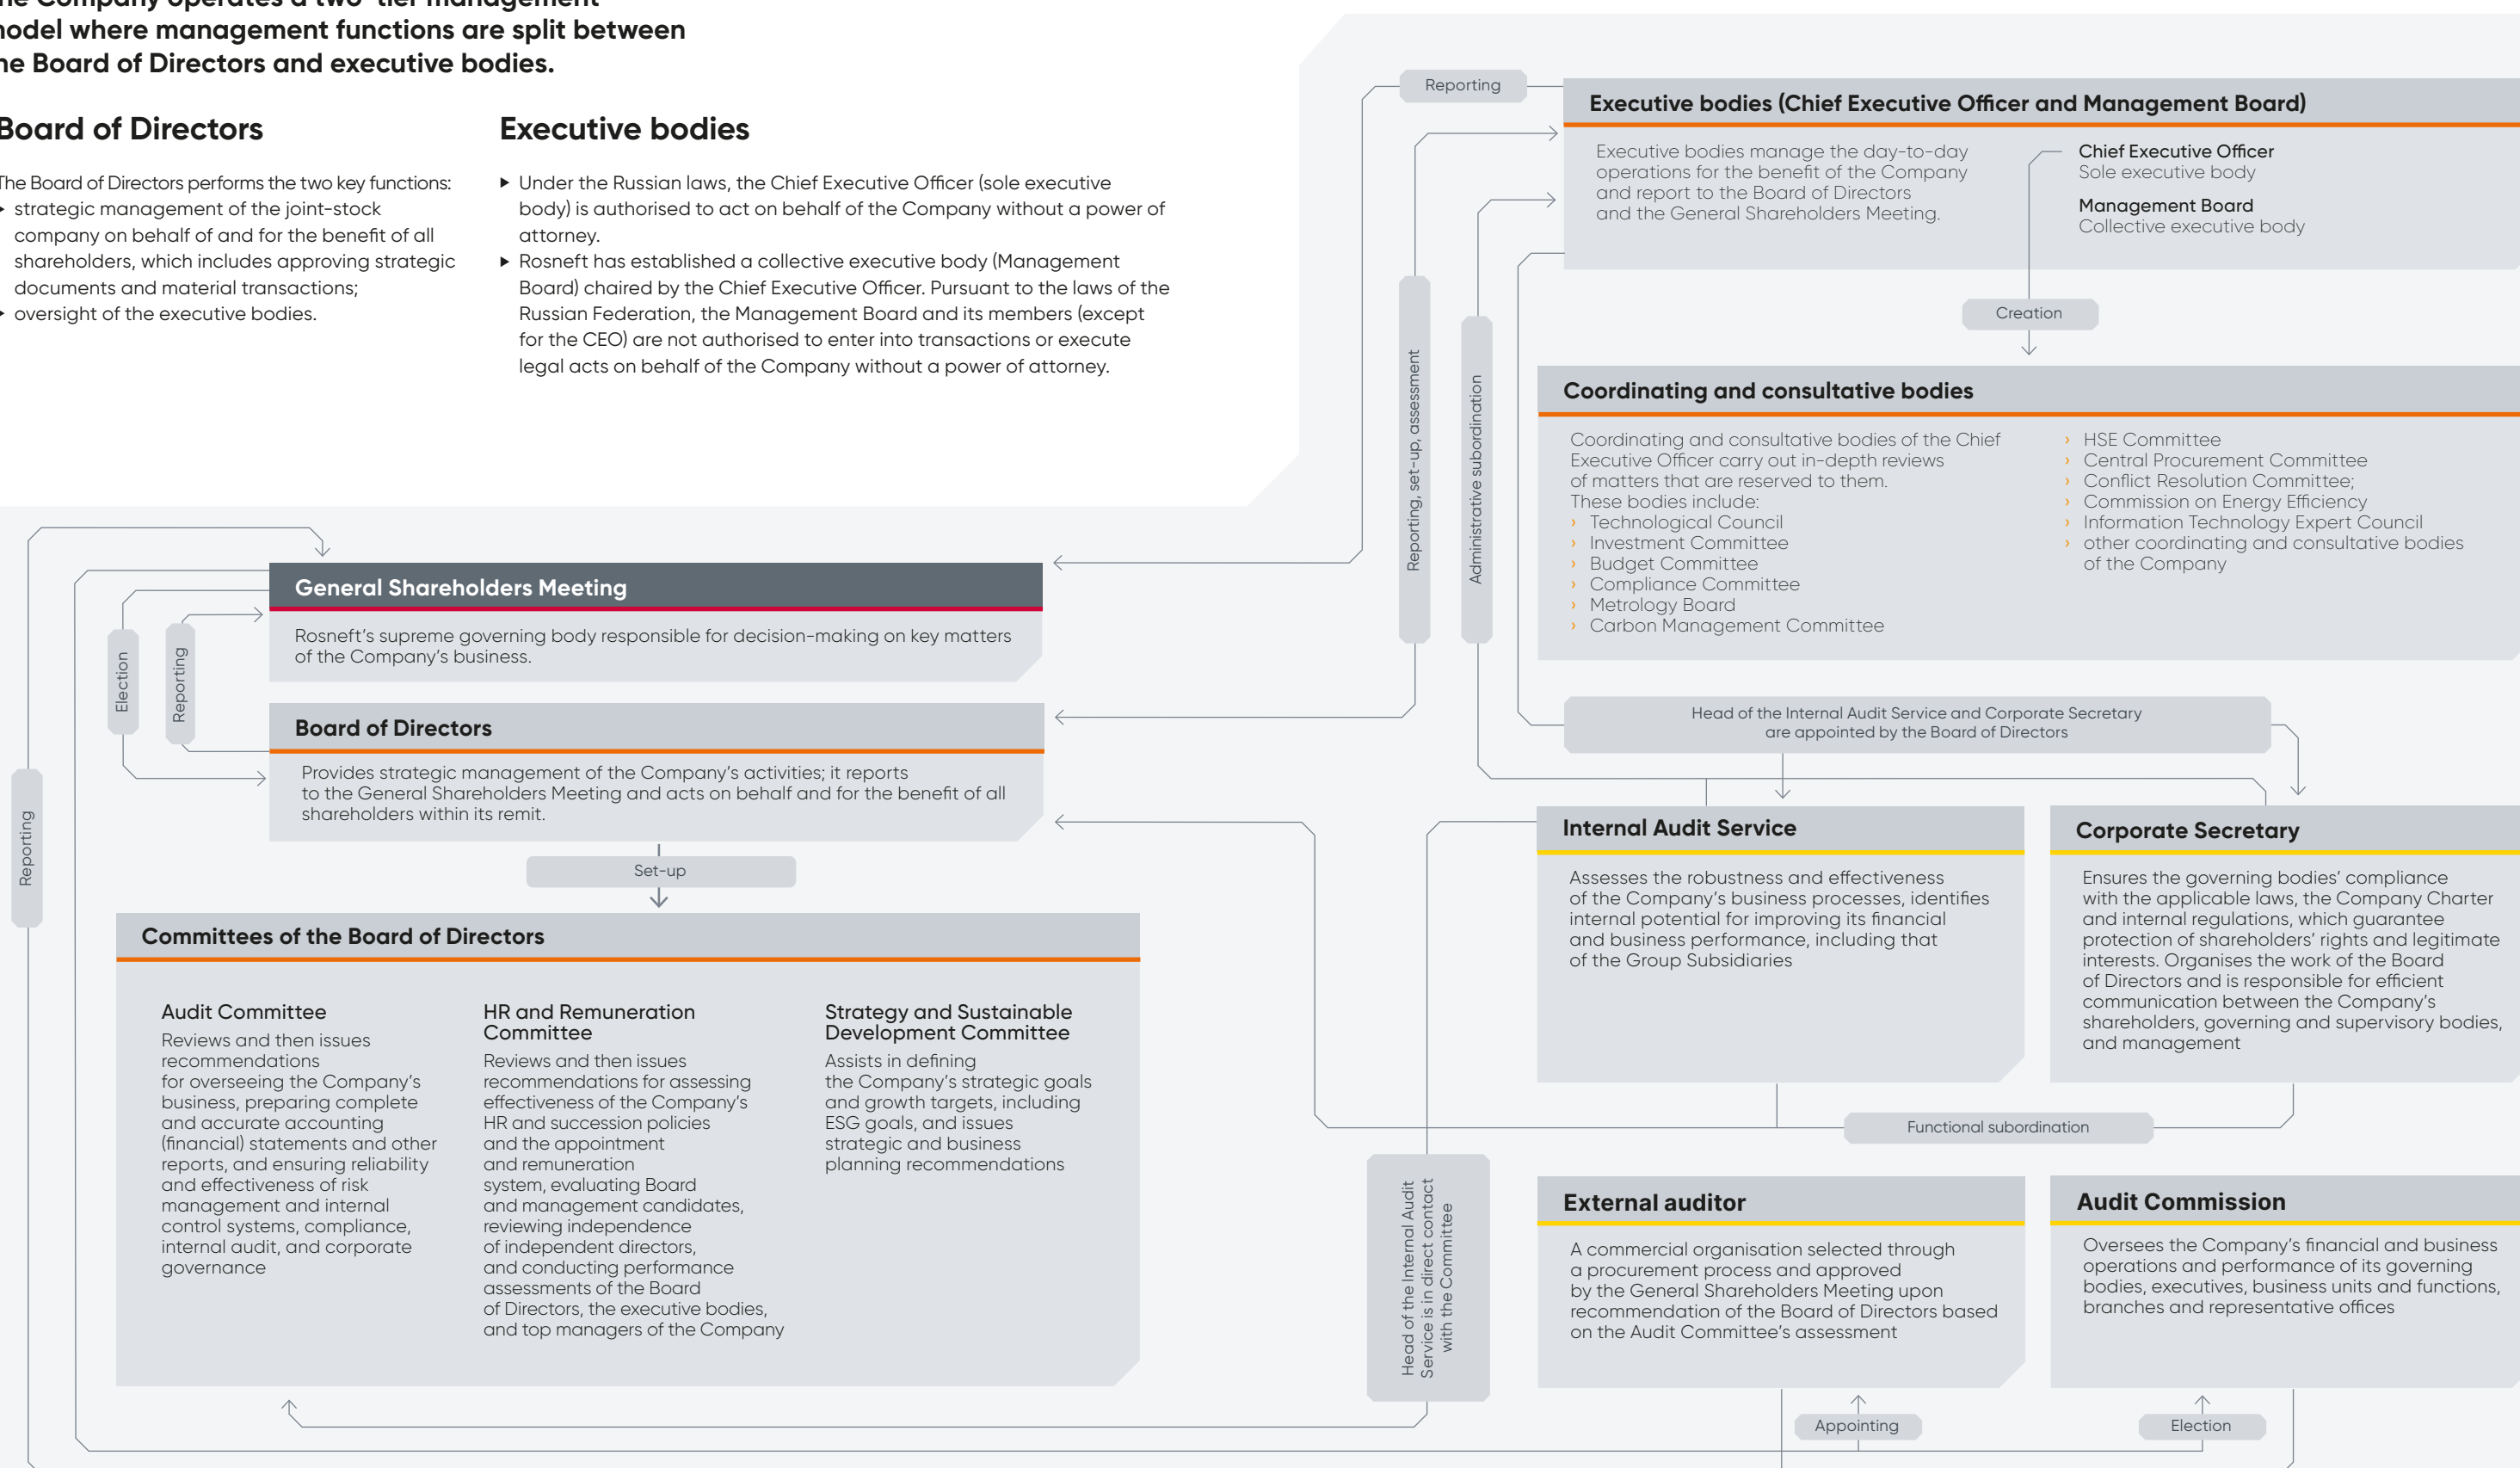 The Company operates a two-tier management
model where management functions are split between
the Board of Directors and executive bodies.
Board of Directors
The Board of Directors performs the two key functions:
▸ strategic management of the joint-stock
company on behalf of and for the benefit of all
shareholders, which includes approving strategic
documents and material transactions;
▸ oversight of the executive bodies.
Executive bodies
▸ Under the Russian laws, the Chief Executive Officer (sole executive
body) is authorised to act on behalf of the Company without a power of
attorney.
▸ Rosneft has established a collective executive body (Management
Board) chaired by the Chief Executive Officer. Pursuant to the laws of the
Russian Federation, the Management Board and its members (except
for the CEO) are not authorised to enter into transactions or execute
legal acts on behalf of the Company without a power of attorney.
Reporting
Executive bodies (Chief Executive Officer and Management Board)
Executive bodies manage the day-to-day
operations for the benefit of the Company
and report to the Board of Directors
and the General Shareholders Meeting.
Chief Executive Officer
Sole executive body
Management Board
Collective executive body
Creation
Reporting, set-up, assessment
Administrative subordination
Coordinating and consultative bodies
Coordinating and consultative bodies of the Chief
Executive Officer carry out in-depth reviews
of matters that are reserved to them.
These bodies include:
› Technological Council
› Investment Committee
› Budget Committee
› Compliance Committee
› Metrology Board
› Carbon Management Committee
› HSE Committee
› Central Procurement Committee
› Conflict Resolution Committee;
› Commission on Energy Efficiency
› Information Technology Expert Council
› other coordinating and consultative bodies
of the Company
General Shareholders Meeting
Rosneft's supreme governing body responsible for decision-making on key matters
of the Company's business.
Election
Reporting
Reporting
Board of Directors
Provides strategic management of the Company's activities; it reports
to the General Shareholders Meeting and acts on behalf and for the benefit of all
shareholders within its remit.
Set-up
Committees of the Board of Directors
Audit Committee
Reviews and then issues
recommendations
for overseeing the Company's
business, preparing complete
and accurate accounting
(financial) statements and other
reports, and ensuring reliability
and effectiveness of risk
management and internal
control systems, compliance,
internal audit, and corporate
governance
HR and Remuneration
Committee
Reviews and then issues
recommendations for assessing
effectiveness of the Company's
HR and succession policies
and the appointment
and remuneration
system, evaluating Board
and management candidates,
reviewing independence
of independent directors,
and conducting performance
assessments of the Board
of Directors, the executive bodies,
and top managers of the Company
Strategy and Sustainable
Development Committee
Assists in defining
the Company's strategic goals
and growth targets, including
ESG goals, and issues
strategic and business
planning recommendations
Head of the Internal Audit Service and Corporate Secretary
are appointed by the Board of Directors
Internal Audit Service
Assesses the robustness and effectiveness
of the Company's business processes, identifies
internal potential for improving its financial
and business performance, including that
of the Group Subsidiaries
Corporate Secretary
Ensures the governing bodies' compliance
with the applicable laws, the Company Charter
and internal regulations, which guarantee
protection of shareholders' rights and legitimate
interests. Organises the work of the Board
of Directors and is responsible for efficient
communication between the Company's
shareholders, governing and supervisory bodies,
and management
Functional subordination
Head of the Internal Audit
Service is in direct contact
with the Committee
External auditor
A commercial organisation selected through
a procurement process and approved
by the General Shareholders Meeting upon
recommendation of the Board of Directors based
on the Audit Committee's assessment
Audit Commission
Oversees the Company's financial and business
operations and performance of its governing
bodies, executives, business units and functions,
branches and representative offices
Appointing
Election